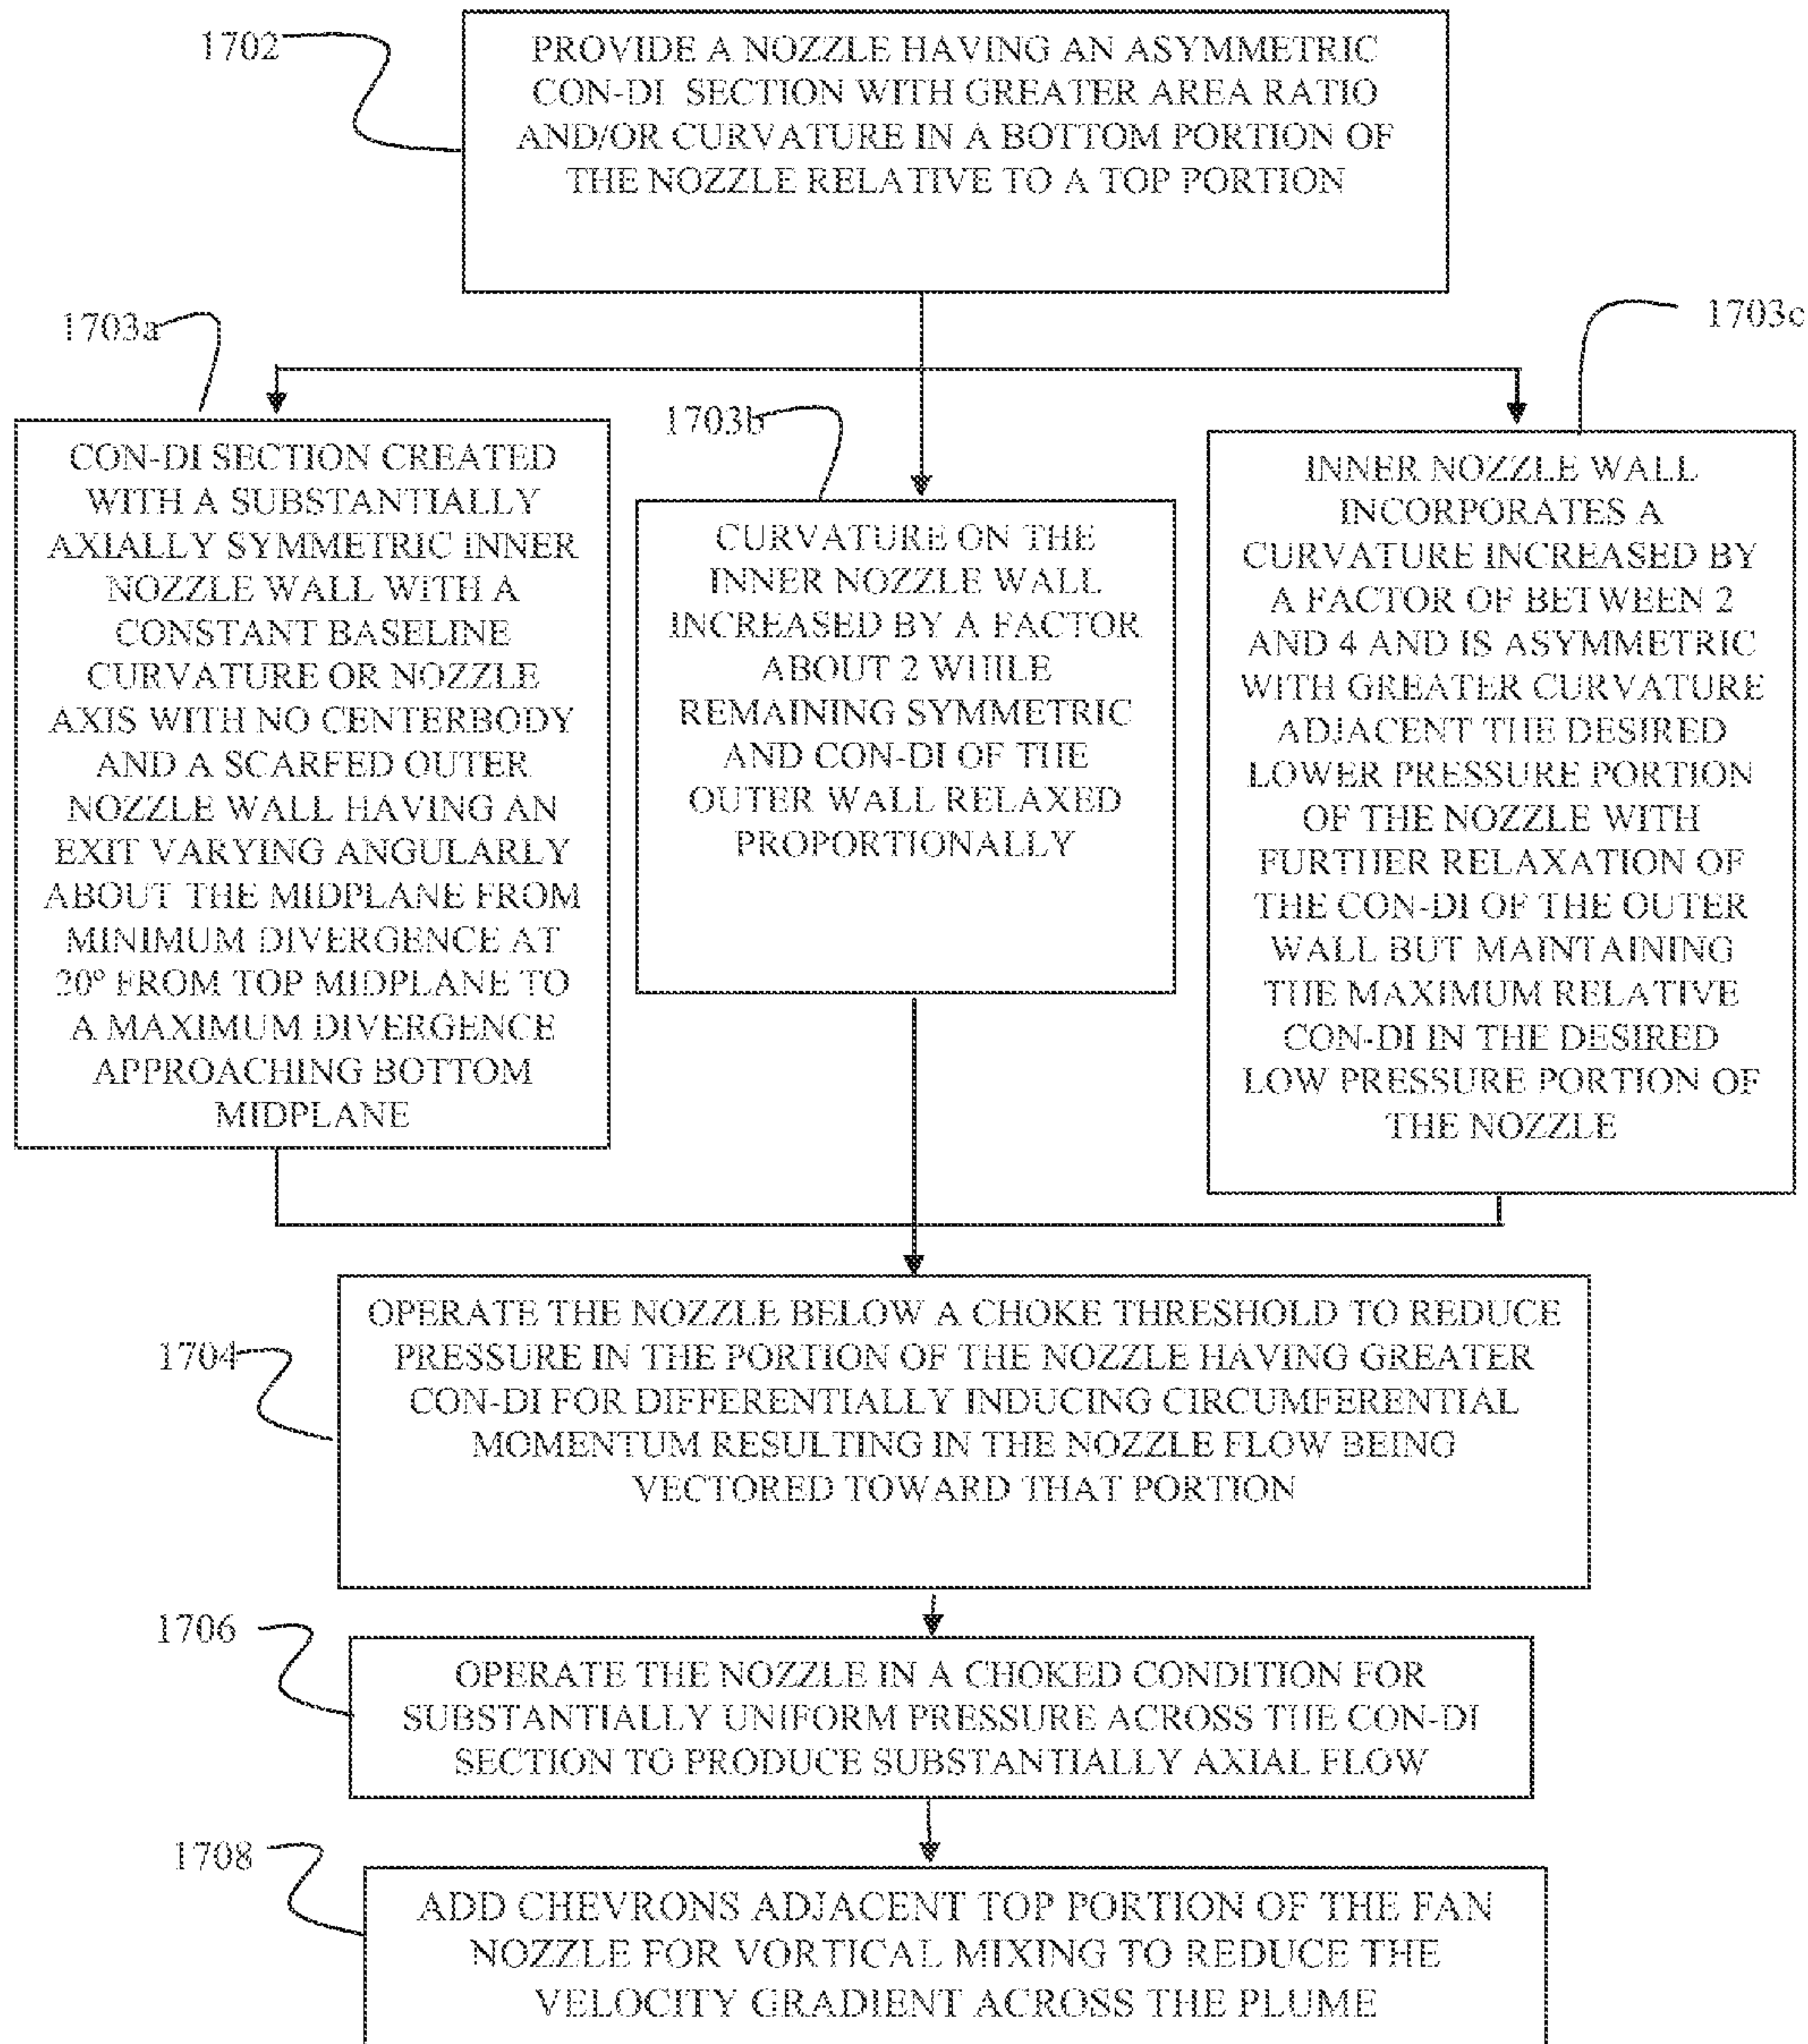 1702
PROVIDE A NOZZLE HAVING AN ASYMMETRIC
CON-DI SECTION WITH GREATER AREA RATIO
AND/OR CURVATURE IN A BOTTOM PORTION OF
THE NOZZLE RELATIVE TO A TOP PORTION
1703a
CON-DI SECTION CREATED
WITH A SUBSTANTIALLY
AXIALLY SYMMETRIC INNER
NOZZLE WALL WITH A
CONSTANT BASELINE
CURVATURE OR NOZZLE
AXIS WITH NO CENTERBODY
AND A SCARFED OUTER
NOZZLE WALL HAVING AN
EXIT VARYING ANGULARLY
ABOUT THE MIDPLANE FROM
MINIMUM DIVERGENCE AT
20° FROM TOP MIDPLANE TO
A MAXIMUM DIVERGENCE
APPROACHING BOTTOM
MIDPLANE
1703b
CURVATURE ON THE
INNER NOZZLE WALL
INCREASED BY A FACTOR
ABOUT 2 WHILE
REMAINING SYMMETRIC
AND CON-DI OF THE
OUTER WALL RELAXED
PROPORTIONALLY
1703c
INNER NOZZLE WALL
INCORPORATES A
CURVATURE INCREASED BY
A FACTOR OF BETWEEN 2
AND 4 AND IS ASYMMETRIC
WITH GREATER CURVATURE
ADJACENT THE DESIRED
LOWER PRESSURE PORTION
OF THE NOZZLE WITH
FURTHER RELAXATION OF
THE CON-DI OF THE OUTER
WALL BUT MAINTAINING
THE MAXIMUM RELATIVE
CON-DI IN THE DESIRED
LOW PRESSURE PORTION OF
THE NOZZLE
1704
OPERATE THE NOZZLE BELOW A CHOKE THRESHOLD TO REDUCE
PRESSURE IN THE PORTION OF THE NOZZLE HAVING GREATER
CON-DI FOR DIFFERENTIALLY INDUCING CIRCUMFERENTIAL
MOMENTUM RESULTING IN THE NOZZLE FLOW BEING
VECTORED TOWARD THAT PORTION
1706
OPERATE THE NOZZLE IN A CHOKED CONDITION FOR
SUBSTANTIALLY UNIFORM PRESSURE ACROSS THE CON-DI
SECTION TO PRODUCE SUBSTANTIALLY AXIAL FLOW
1708
ADD CHEVRONS ADJACENT TOP PORTION OF THE FAN
NOZZLE FOR VORTICAL MIXING TO REDUCE THE
VELOCITY GRADIENT ACROSS THE PLUME